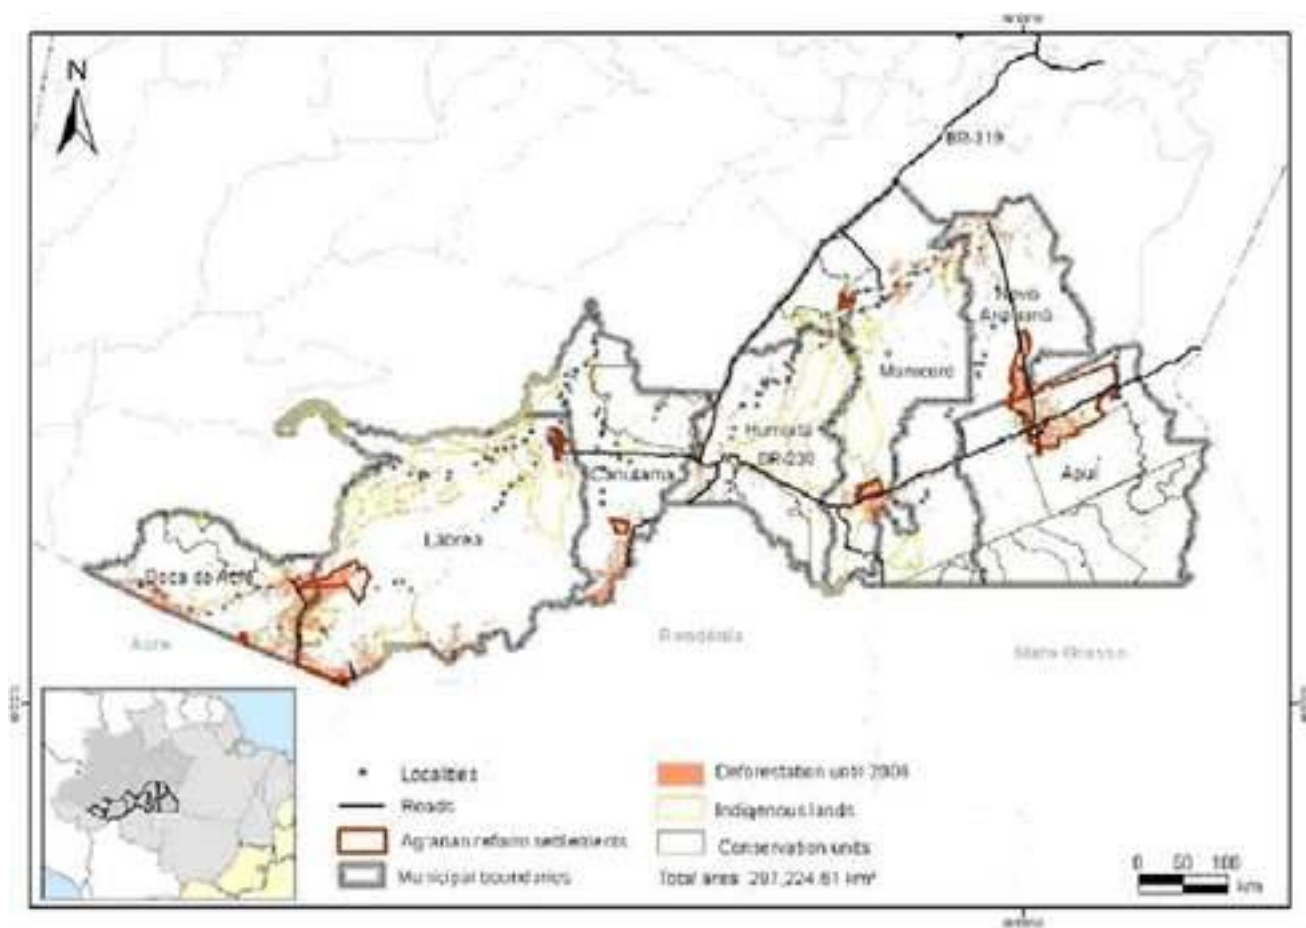 N
BR-319
Novo
Aripuanã
Manicoré
Humaitá
BR-230
Canutama
Apuí
Lábrea
Boca do Acre
Acre
Rondônia
Mato Grosso
Localities
Roads
Agrarian reform settlements
Municipal boundaries
Deforestation until 2006
Indigenous lands
Conservation units
Total area: 297,224.61 km²
0 50 100
km